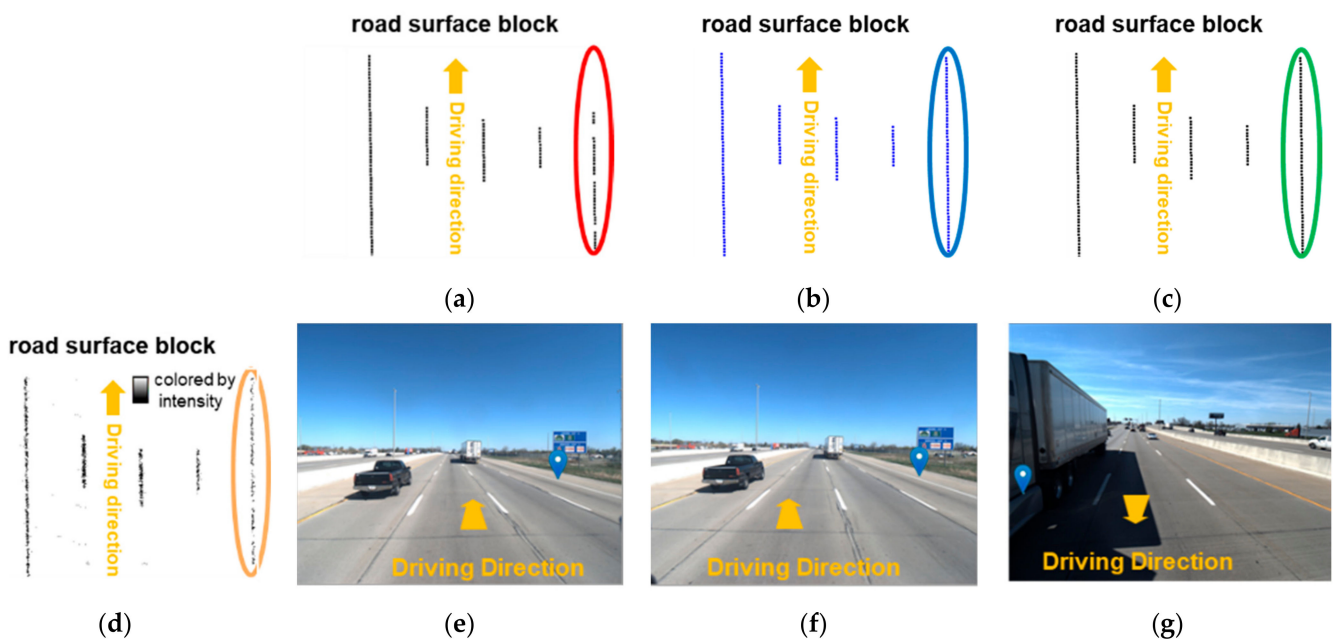 road surface block
Driving direction
(a)
road surface block
Driving direction
(b)
road surface block
Driving direction
(c)
road surface block
colored by
intensity
Driving direction
(d)
Driving Direction
(e)
Driving Direction
(f)
Driving Direction
(g)